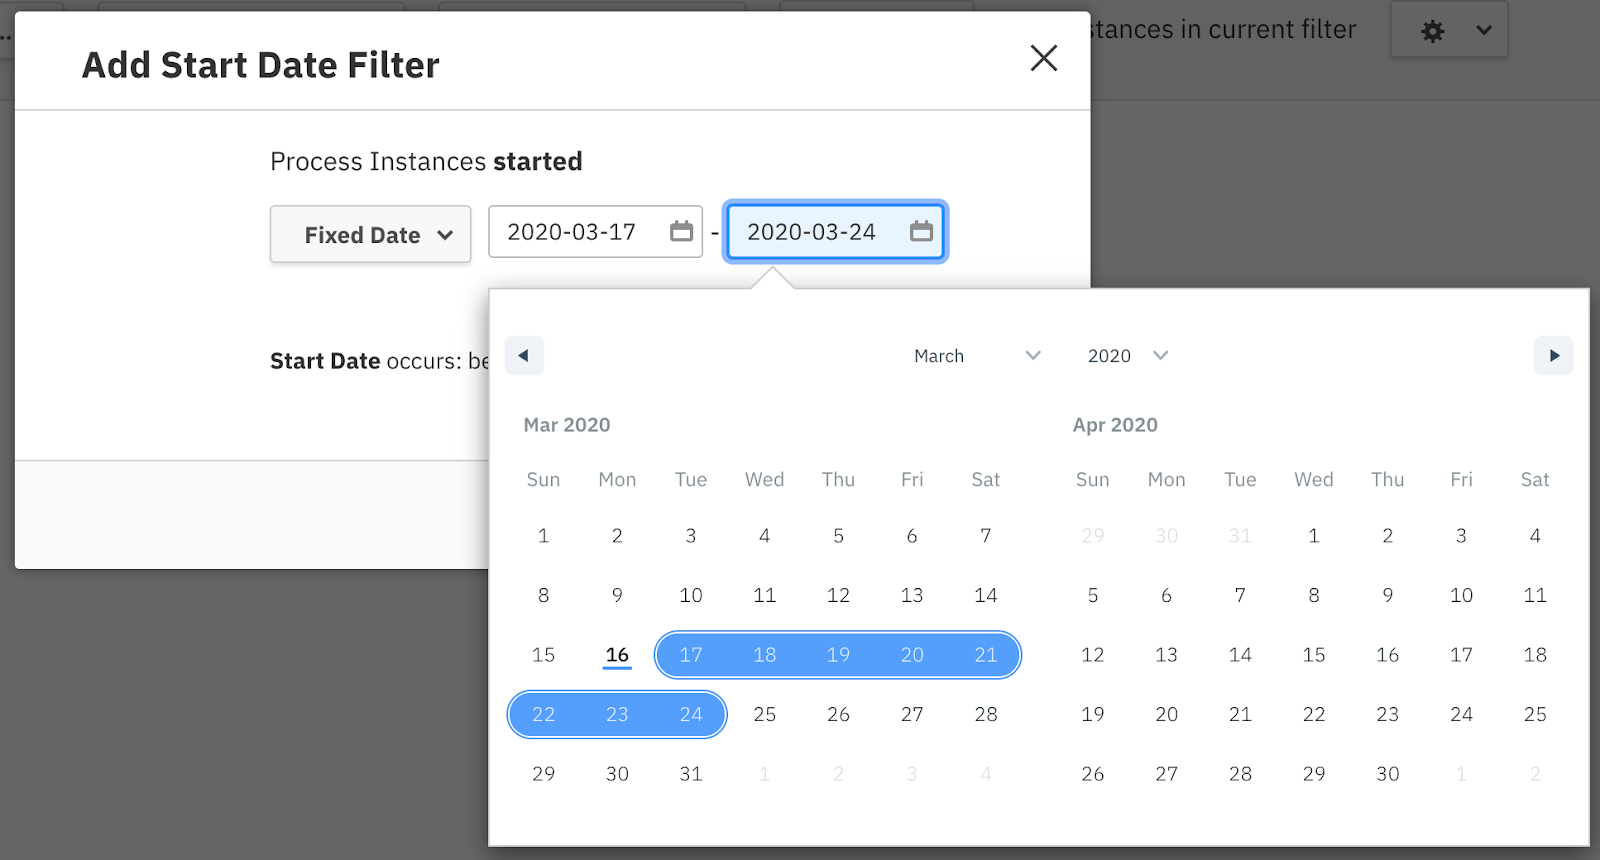 ..
stances in current filter
Add Start Date Filter
Process Instances started
Fixed Date
2020-03-17 - 2020-03-24
Start Date occurs: be
March 2020
Mar 2020
Sun Mon Tue Wed Thu Fri Sat
1 2 3 4 5 6 7
8 9 10 11 12 13 14
15 16 17 18 19 20 21
22 23 24 25 26 27 28
29 30 31 1 2 3 4
Apr 2020
Sun Mon Tue Wed Thu Fri Sat
29 30 31 1 2 3 4
5 6 7 8 9 10 11
12 13 14 15 16 17 18
19 20 21 22 23 24 25
26 27 28 29 30 1 2